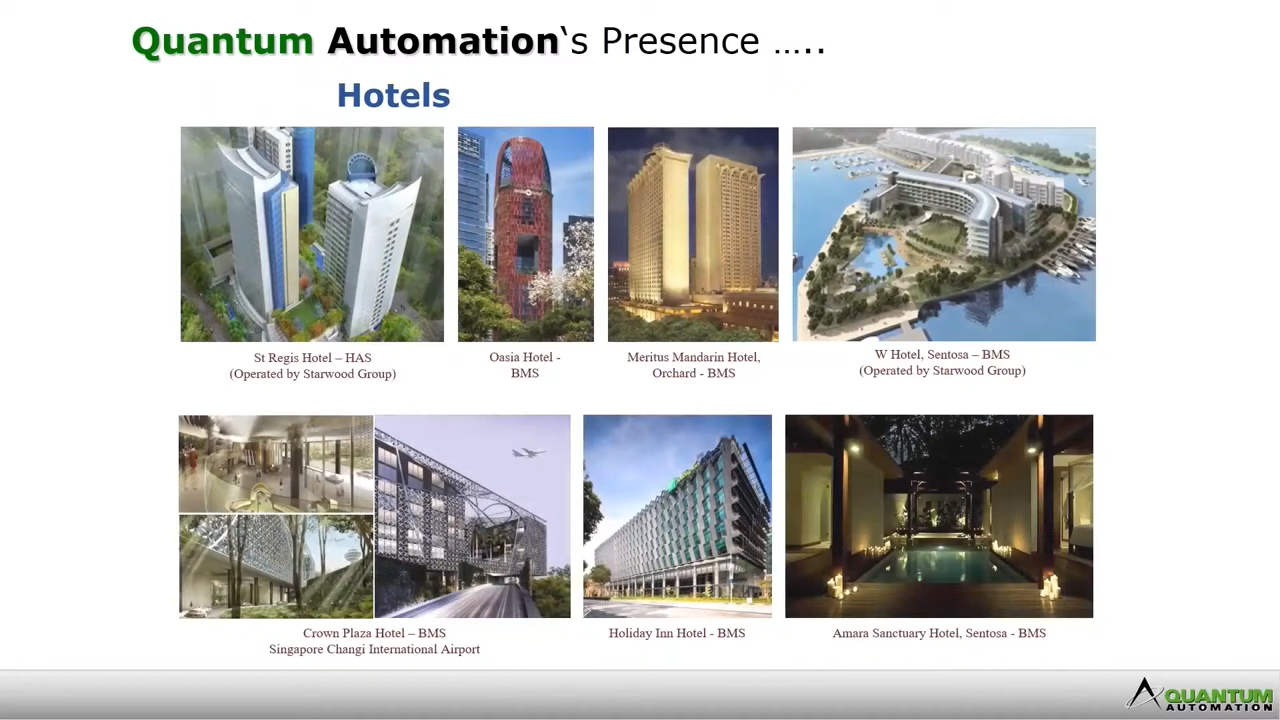 Quantum Automation‘s Presence …..
Hotels
St Regis Hotel – HAS
(Operated by Starwood Group)
Oasia Hotel -
BMS
Meritus Mandarin Hotel,
Orchard - BMS
W Hotel, Sentosa – BMS
(Operated by Starwood Group)
Crown Plaza Hotel – BMS
Singapore Changi International Airport
Holiday Inn Hotel - BMS
Amara Sanctuary Hotel, Sentosa - BMS
QUANTUM
AUTOMATION